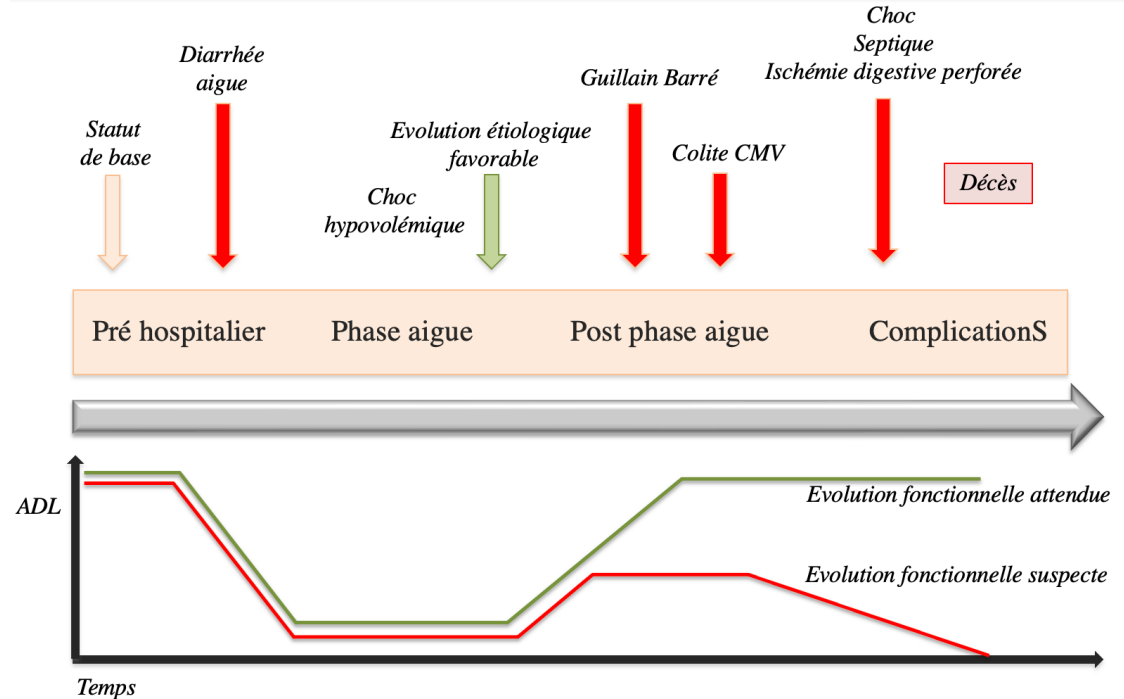 Statut
de base
Diarrhée
aigue
Evolution étiologique
favorable
Choc
hypovolémique
Guillain Barré
Colite CMV
Choc
Septique
Ischémie digestive perforée
Décès
Pré hospitalier
Phase aigue
Post phase aigue
ComplicationS
ADL
Evolution fonctionnelle attendue
Evolution fonctionnelle suspecte
Temps